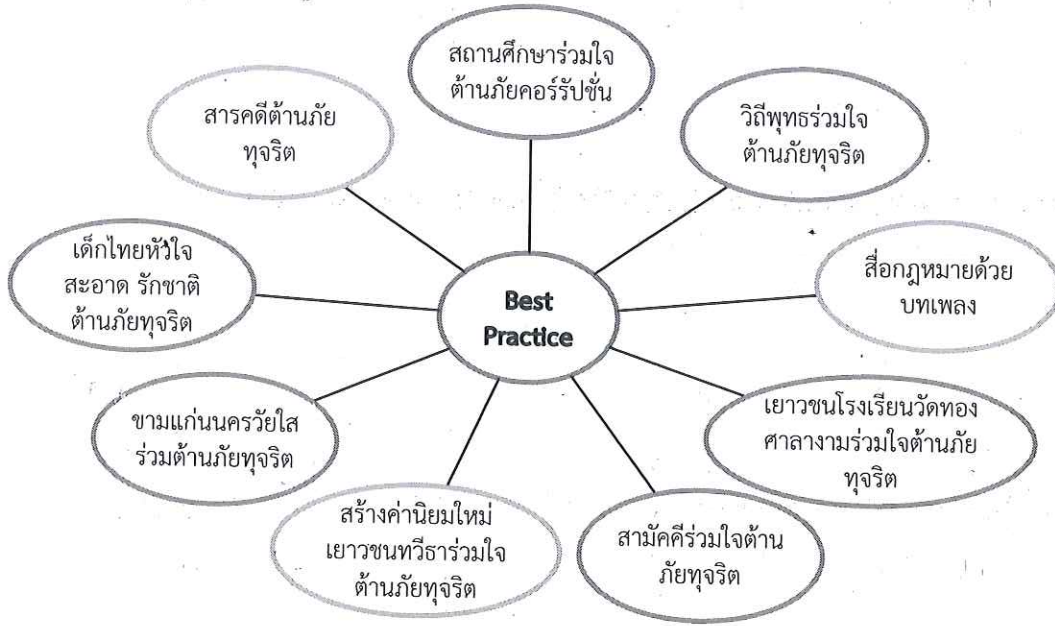 สถานศึกษาร่วมใจ
ต้านภัยคอร์รัปชั่น
สารคดีต้านภัย
ทุจริต
วิถีพุทธร่วมใจ
ต้านภัยทุจริต
เด็กไทยหัวใจ
สะอาด รักชาติ
ต้านภัยทุจริต
สื่อกฎหมายด้วย
บทเพลง
Best
Practice
ขามแก่นนครวัยใส
ร่วมต้านภัยทุจริต
เยาวชนโรงเรียนวัดทอง
ศาลางามร่วมใจต้านภัย
ทุจริต
สร้างค่านิยมใหม่
เยาวชนทวีธาร่วมใจ
ต้านภัยทุจริต
สามัคคีร่วมใจต้าน
ภัยทุจริต